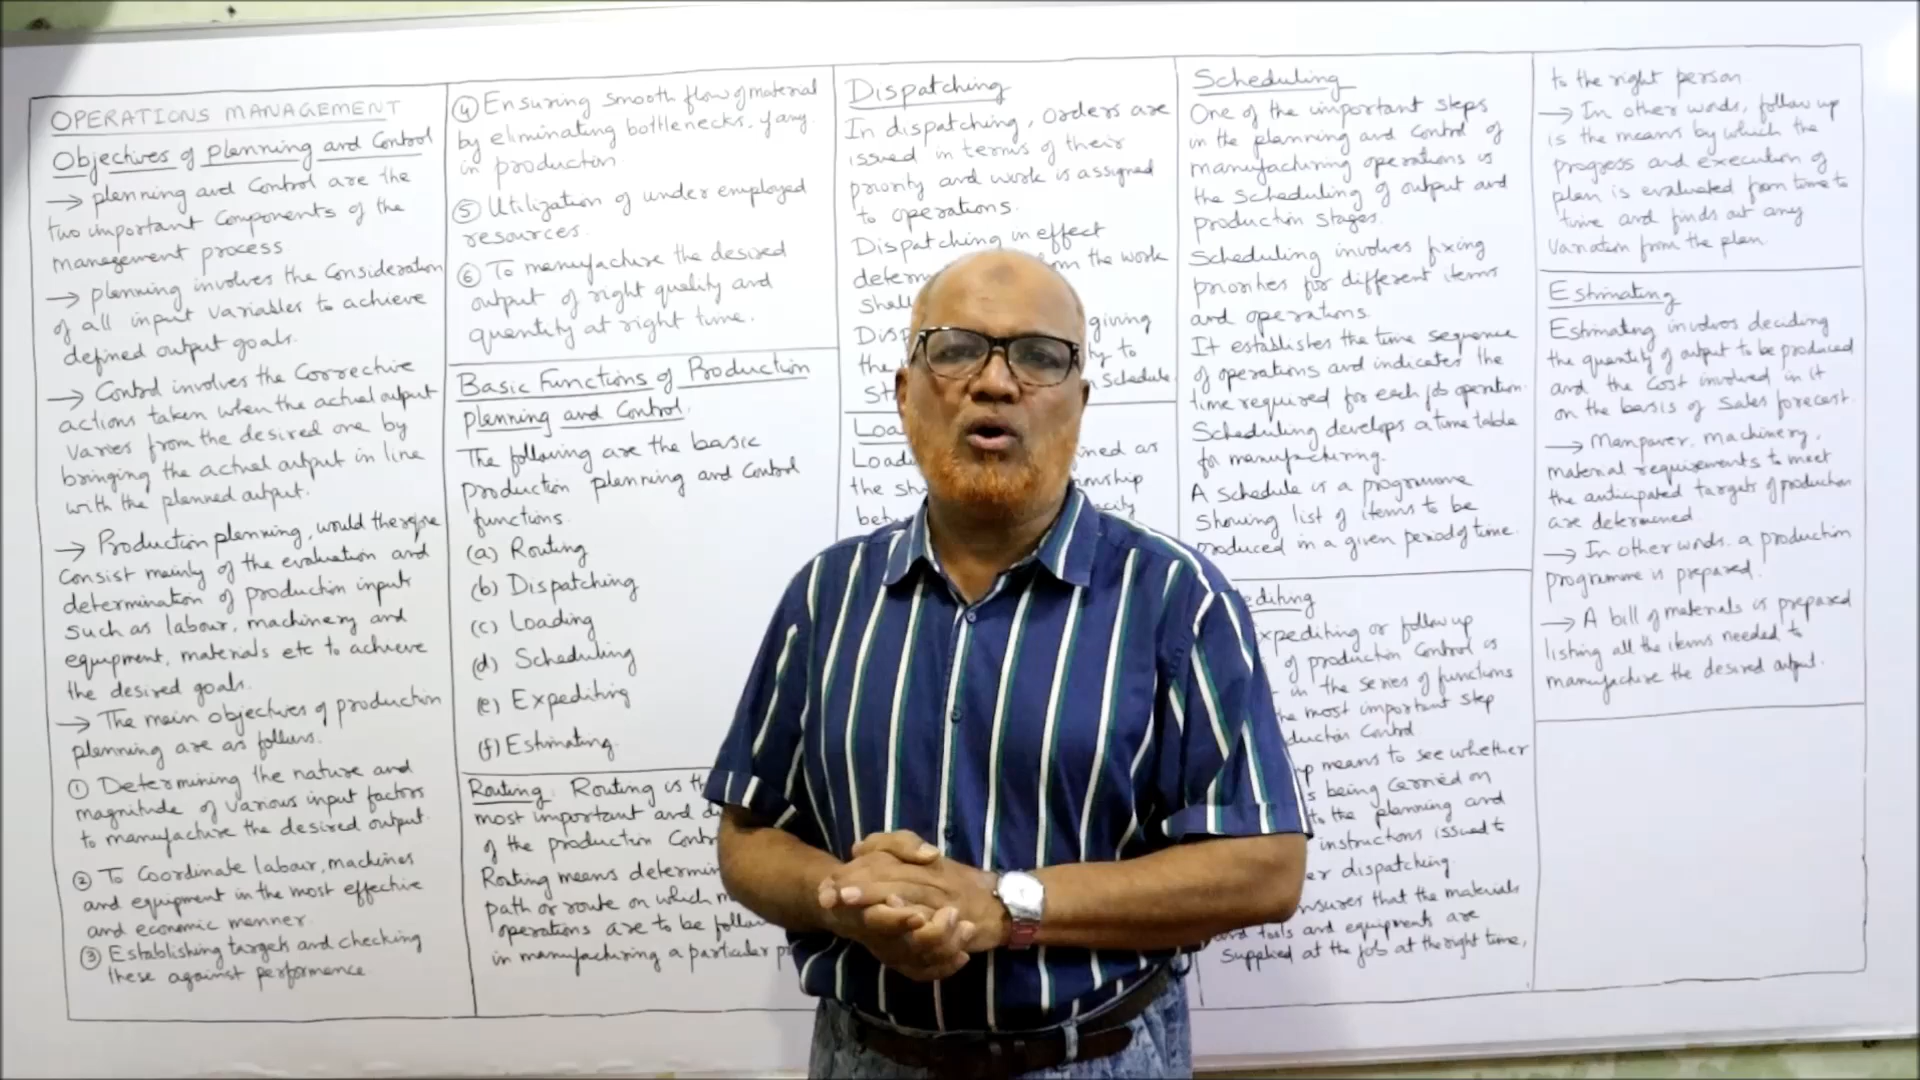 OPERATIONS MANAGEMENT
Objectives of planning and Control
→ planning and Control are the
two important Components of the
management process
→ planning involves the Consideration
of all input variables to achieve
defined output goals.
→ Control involves the Corrective
actions taken when the actual output
varies from the desired one by
bringing the actual output in line
with the planned output.
→ Production planning, would therefore
Consist mainly of the evaluation and
determination of production inputs
such as labour, machinery and
equipment, materials etc to achieve
the desired goals.
→ The main objectives of production
planning are as follows.
① Determining the nature and
magnitude of various input factors
to manufacture the desired output.
② To Coordinate labour, machines
and equipment in the most effective
and economic manner.
③ Establishing targets and checking
these against performance
④ Ensuring smooth flow of material
by eliminating bottlenecks, if any.
in production.
⑤ Utilization of under employed
resources.
⑥ To manufacture the desired
output of right quality and
quantity at right time.
Basic Functions of Production
planning and Control.
The following are the basic
production planning and Control
functions.
(a) Routing
(b) Dispatching
(c) Loading
(d) Scheduling
(e) Expediting
(f) Estimating.
Routing. Routing is
most important and
of the production
Routing means
path or route on which
operations are to be
in manufacturing a particular
Dispatching
In dispatching, orders are
issued in terms of their
priority and work is assigned
to operations.
Dispatching in effect
the work
giving
the to
Schedule.
as
the
Scheduling
One of the important steps
in the planning and control of
manufacturing operations is
the scheduling of output and
production stages.
Scheduling involves fixing
priorities for different items
and operations.
It establishes the time sequence
of operations and indicates the
time required for each job operation.
Scheduling develops a time table
for manufacturing.
A schedule is a programme
showing list of items to be
produced in a given period of time.
or follow up
of production Control is
in the series of functions
most important step
Control
means to see whether
being carried on
to the planning and
instructions issued to
dispatching.
that the materials
and tools and equipments are
supplied at the job at the right time,
to the right person
→ In other words, follow up
is the means by which the
progress and execution of
plan is evaluated from time to
time and finds out any
variation from the plan.
Estimating
Estimating involves deciding
the quantity of output to be produced
and the cost involved in it
on the basis of sales forecast.
→ Manpower, machinery,
material requirements to meet
the anticipated targets of production
are determined.
→ In other words. a production
programme is prepared.
→ A bill of materials is prepared
listing all the items needed to
manufacture the desired output.